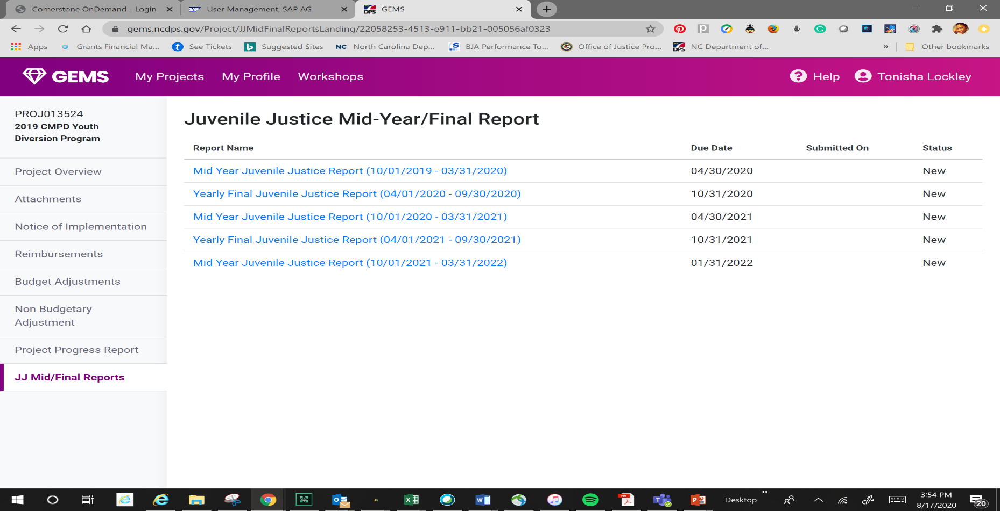 Cornerstone OnDemand - Login
SAP User Management, SAP AG
DPS GEMS
gems.ncdps.gov/Project/JJMidFinalReportsLanding/22058253-4513-e911-bb21-005056af0323
Apps
Grants Financial Ma...
See Tickets
Suggested Sites
NC North Carolina Dep...
BJA Performance To...
Office of Justice Pro...
DPS NC Department of...
»
Other bookmarks
GEMS My Projects My Profile Workshops ? Help Tonisha Lockley
PROJ013524
2019 CMPD Youth
Diversion Program
Project Overview
Attachments
Notice of Implementation
Reimbursements
Budget Adjustments
Non Budgetary
Adjustment
Project Progress Report
JJ Mid/Final Reports
Juvenile Justice Mid-Year/Final Report
Report Name Due Date Submitted On Status
Mid Year Juvenile Justice Report (10/01/2019 - 03/31/2020) 04/30/2020 New
Yearly Final Juvenile Justice Report (04/01/2020 - 09/30/2020) 10/31/2020 New
Mid Year Juvenile Justice Report (10/01/2020 - 03/31/2021) 04/30/2021 New
Yearly Final Juvenile Justice Report (04/01/2021 - 09/30/2021) 10/31/2021 New
Mid Year Juvenile Justice Report (10/01/2021 - 03/31/2022) 01/31/2022 New
Desktop »
3:54 PM
8/17/2020
20